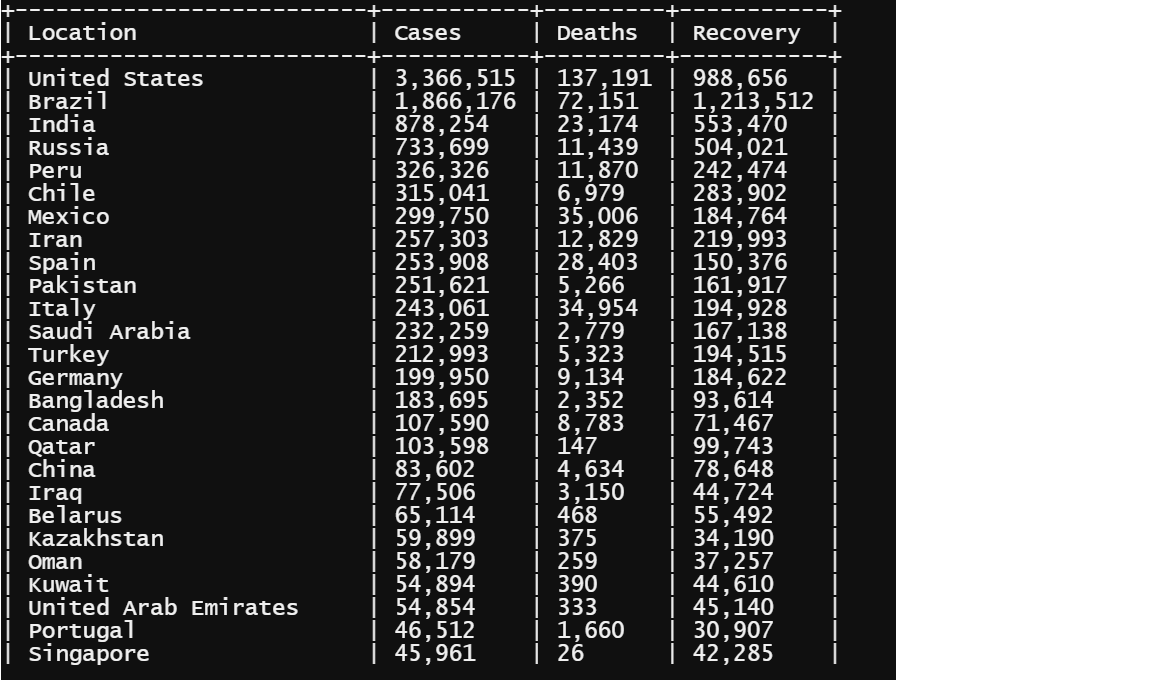 +--------------------------+-----------+---------+-----------+
| Location                 | Cases     | Deaths  | Recovery  |
+--------------------------+-----------+---------+-----------+
| United States            | 3,366,515 | 137,191 | 988,656   |
| Brazil                   | 1,866,176 | 72,151  | 1,213,512 |
| India                    | 878,254   | 23,174  | 553,470   |
| Russia                   | 733,699   | 11,439  | 504,021   |
| Peru                     | 326,326   | 11,870  | 242,474   |
| Chile                    | 315,041   | 6,979   | 283,902   |
| Mexico                   | 299,750   | 35,006  | 184,764   |
| Iran                     | 257,303   | 12,829  | 219,993   |
| Spain                    | 253,908   | 28,403  | 150,376   |
| Pakistan                 | 251,621   | 5,266   | 161,917   |
| Italy                    | 243,061   | 34,954  | 194,928   |
| Saudi Arabia             | 232,259   | 2,779   | 167,138   |
| Turkey                   | 212,993   | 5,323   | 194,515   |
| Germany                  | 199,950   | 9,134   | 184,622   |
| Bangladesh               | 183,695   | 2,352   | 93,614    |
| Canada                   | 107,590   | 8,783   | 71,467    |
| Qatar                    | 103,598   | 147     | 99,743    |
| China                    | 83,602    | 4,634   | 78,648    |
| Iraq                     | 77,506    | 3,150   | 44,724    |
| Belarus                  | 65,114    | 468     | 55,492    |
| Kazakhstan               | 59,899    | 375     | 34,190    |
| Oman                     | 58,179    | 259     | 37,257    |
| Kuwait                   | 54,894    | 390     | 44,610    |
| United Arab Emirates     | 54,854    | 333     | 45,140    |
| Portugal                 | 46,512    | 1,660   | 30,907    |
| Singapore                | 45,961    | 26      | 42,285    |